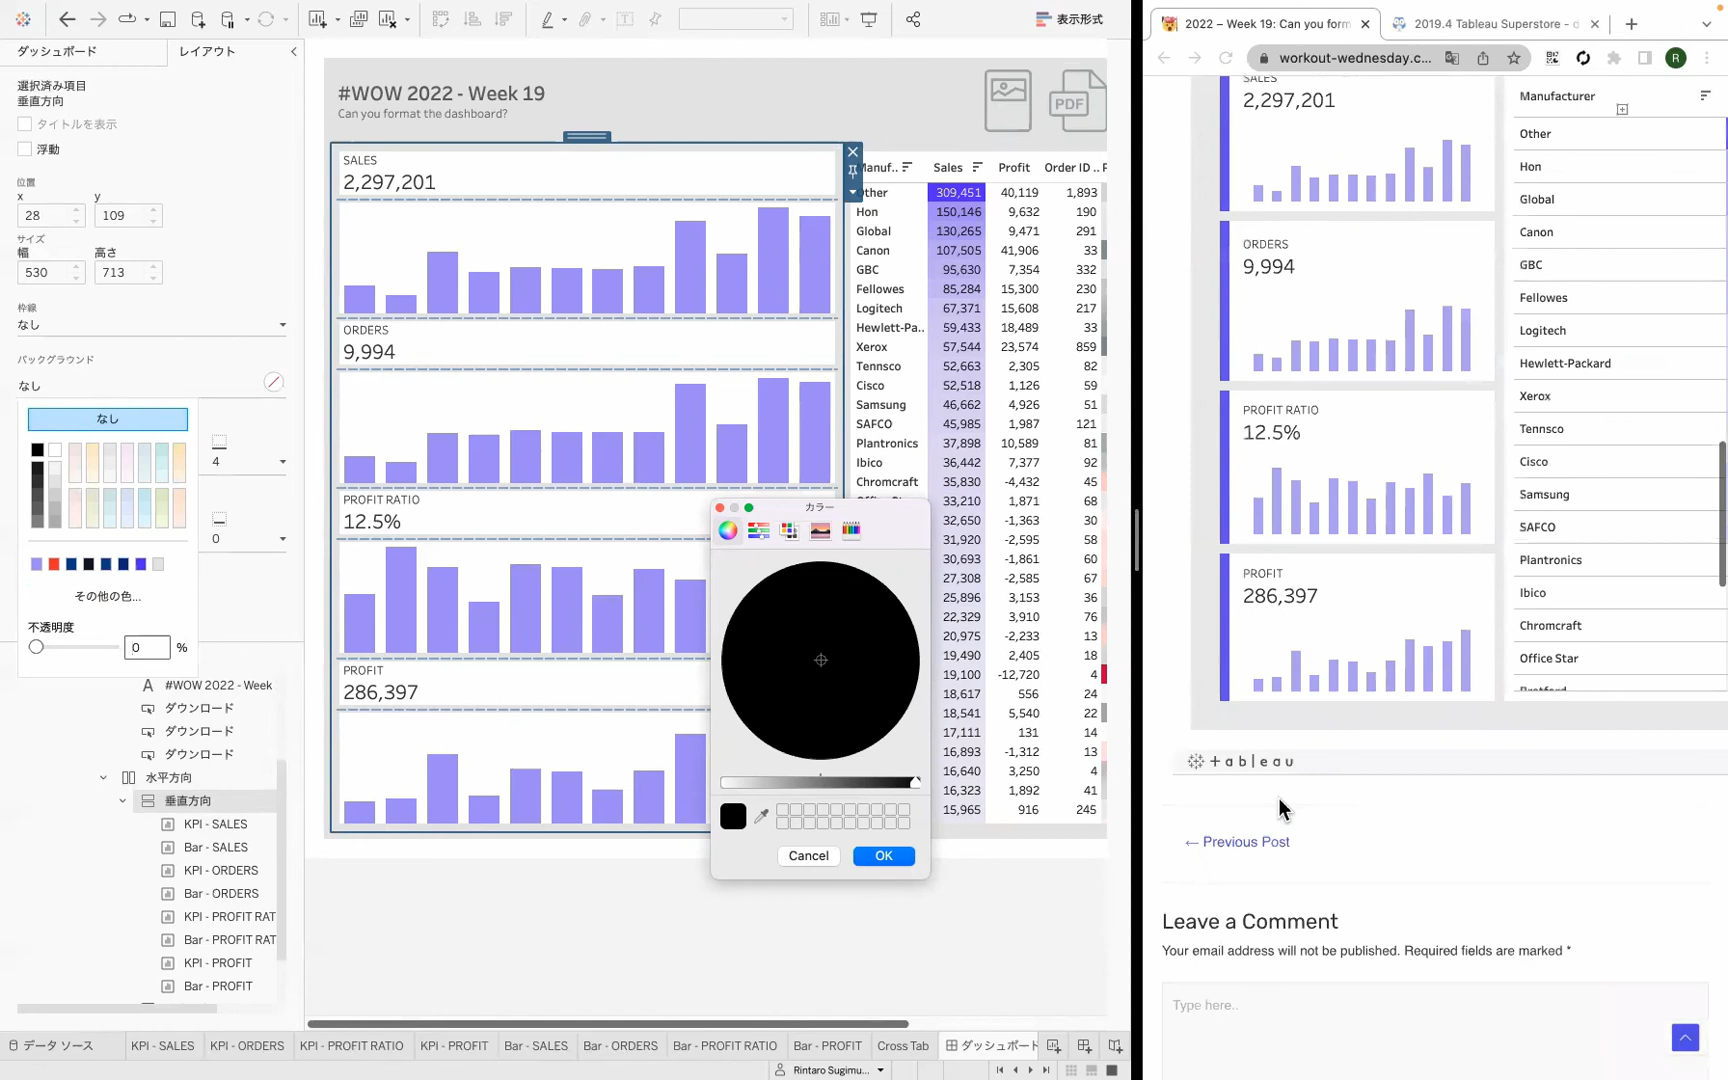 表示形式
ダッシュボード
レイアウト
選択済み項目
垂直方向
タイトルを表示
浮動
位置
x
y
28
109
サイズ
幅
高さ
530
713
枠線
なし
バックグラウンド
なし
なし
4
0
その他の色...
不透明度
0
%
#WOW 2022 - Week
ダウンロード
ダウンロード
ダウンロード
水平方向
垂直方向
KPI - SALES
Bar - SALES
KPI - ORDERS
Bar - ORDERS
KPI - PROFIT RAT
Bar - PROFIT RAT
KPI - PROFIT
Bar - PROFIT
#WOW 2022 - Week 19
Can you format the dashboard?
PDF
SALES
2,297,201
ORDERS
9,994
PROFIT RATIO
12.5%
PROFIT
286,397
Manuf.. Sales Profit Order ID ..
Other 309,451 40,119 1,893
Hon 150,146 9,632 190
Global 130,265 9,471 291
Canon 107,505 41,906 33
GBC 95,630 7,354 332
Fellowes 85,284 15,300 230
Logitech 67,371 15,608 217
Hewlett-Pa.. 59,433 18,489 33
Xerox 57,544 23,574 859
Tennsco 52,663 2,305 82
Cisco 52,518 1,126 59
Samsung 46,662 4,926 51
SAFCO 45,985 1,987 121
Plantronics 37,898 10,589 81
Ibico 36,442 7,377 92
Chromcraft 35,830 -4,432 45
33,210 1,871 68
32,650 -1,363 30
31,920 -2,595 58
30,693 -1,861 60
27,308 -2,585 67
25,896 3,153 36
22,329 3,910 76
20,975 -2,233 13
19,490 2,405 18
19,100 -12,720 4
18,617 556 24
18,541 5,540 22
17,111 131 14
16,893 -1,312 13
16,640 3,250 4
16,323 1,892 41
15,965 916 245
カラー
Cancel
OK
データ ソース
KPI - SALES
KPI - ORDERS
KPI - PROFIT RATIO
KPI - PROFIT
Bar - SALES
Bar - ORDERS
Bar - PROFIT RATIO
Bar - PROFIT
Cross Tab
ダッシュボード
Rintaro Sugimu...
2022 – Week 19: Can you form
2019.4 Tableau Superstore -
workout-wednesday.c...
R
SALES
2,297,201
ORDERS
9,994
PROFIT RATIO
12.5%
PROFIT
286,397
Manufacturer
Other
Hon
Global
Canon
GBC
Fellowes
Logitech
Hewlett-Packard
Xerox
Tennsco
Cisco
Samsung
SAFCO
Plantronics
Ibico
Chromcraft
Office Star
+ableau
← Previous Post
Leave a Comment
Your email address will not be published. Required fields are marked *
Type here..